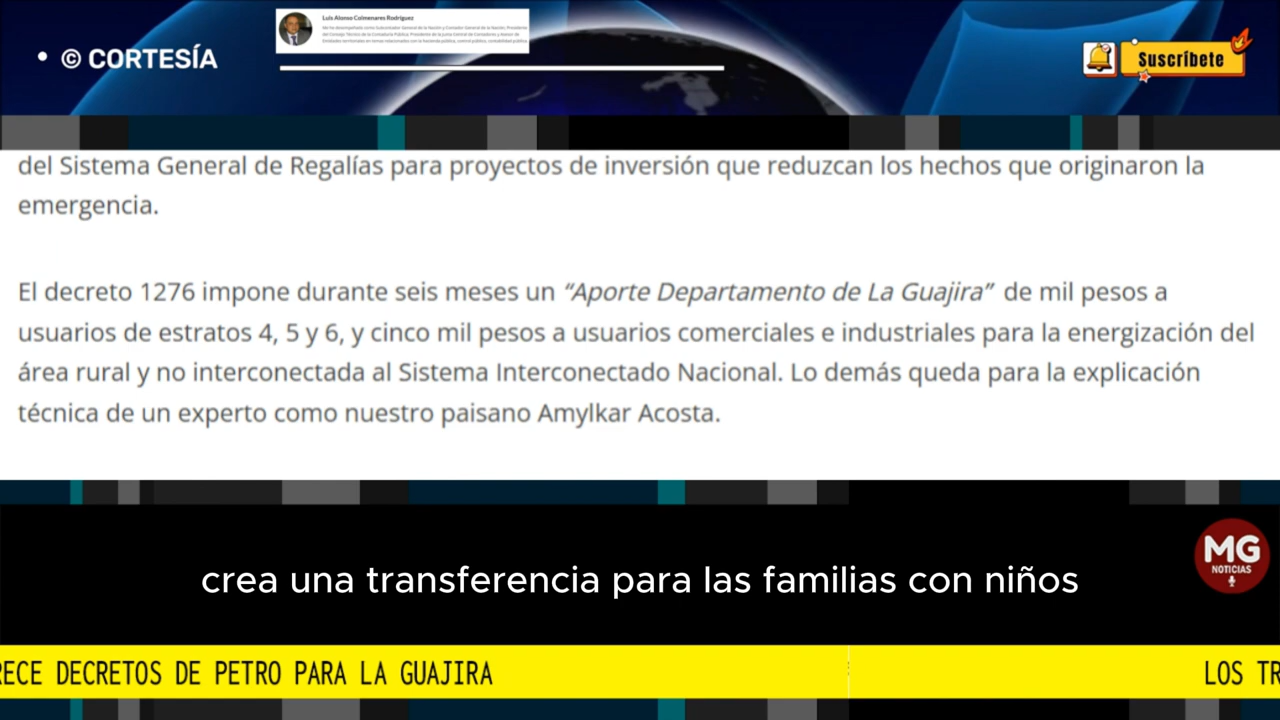 • © CORTESÍA
Luis Alonso Colmenares Rodríguez
Suscríbete
del Sistema General de Regalías para proyectos de inversión que reduzcan los hechos que originaron la
emergencia.
El decreto 1276 impone durante seis meses un “Aporte Departamento de La Guajira” de mil pesos a
usuarios de estratos 4, 5 y 6, y cinco mil pesos a usuarios comerciales e industriales para la energización del
área rural y no interconectada al Sistema Interconectado Nacional. Lo demás queda para la explicación
técnica de un experto como nuestro paisano Amylkar Acosta.
MG
NOTICIAS
crea una transferencia para las familias con niños
RECE DECRETOS DE PETRO PARA LA GUAJIRA
LOS TR